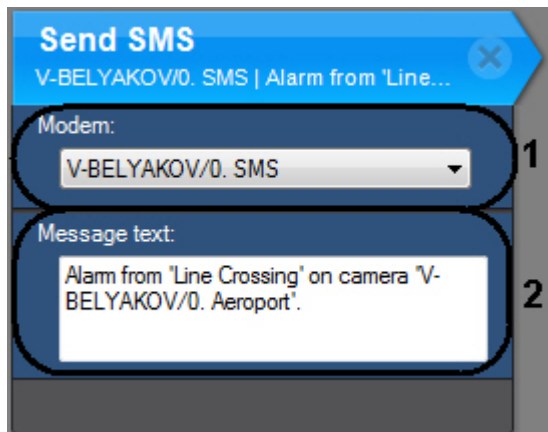 Send SMS
V-BELYAKOV/0. SMS | Alarm from 'Line...
Modem:
V-BELYAKOV/0. SMS
1
Message text:
Alarm from 'Line Crossing' on camera 'V-
BELYAKOV/0. Aeroport'.
2